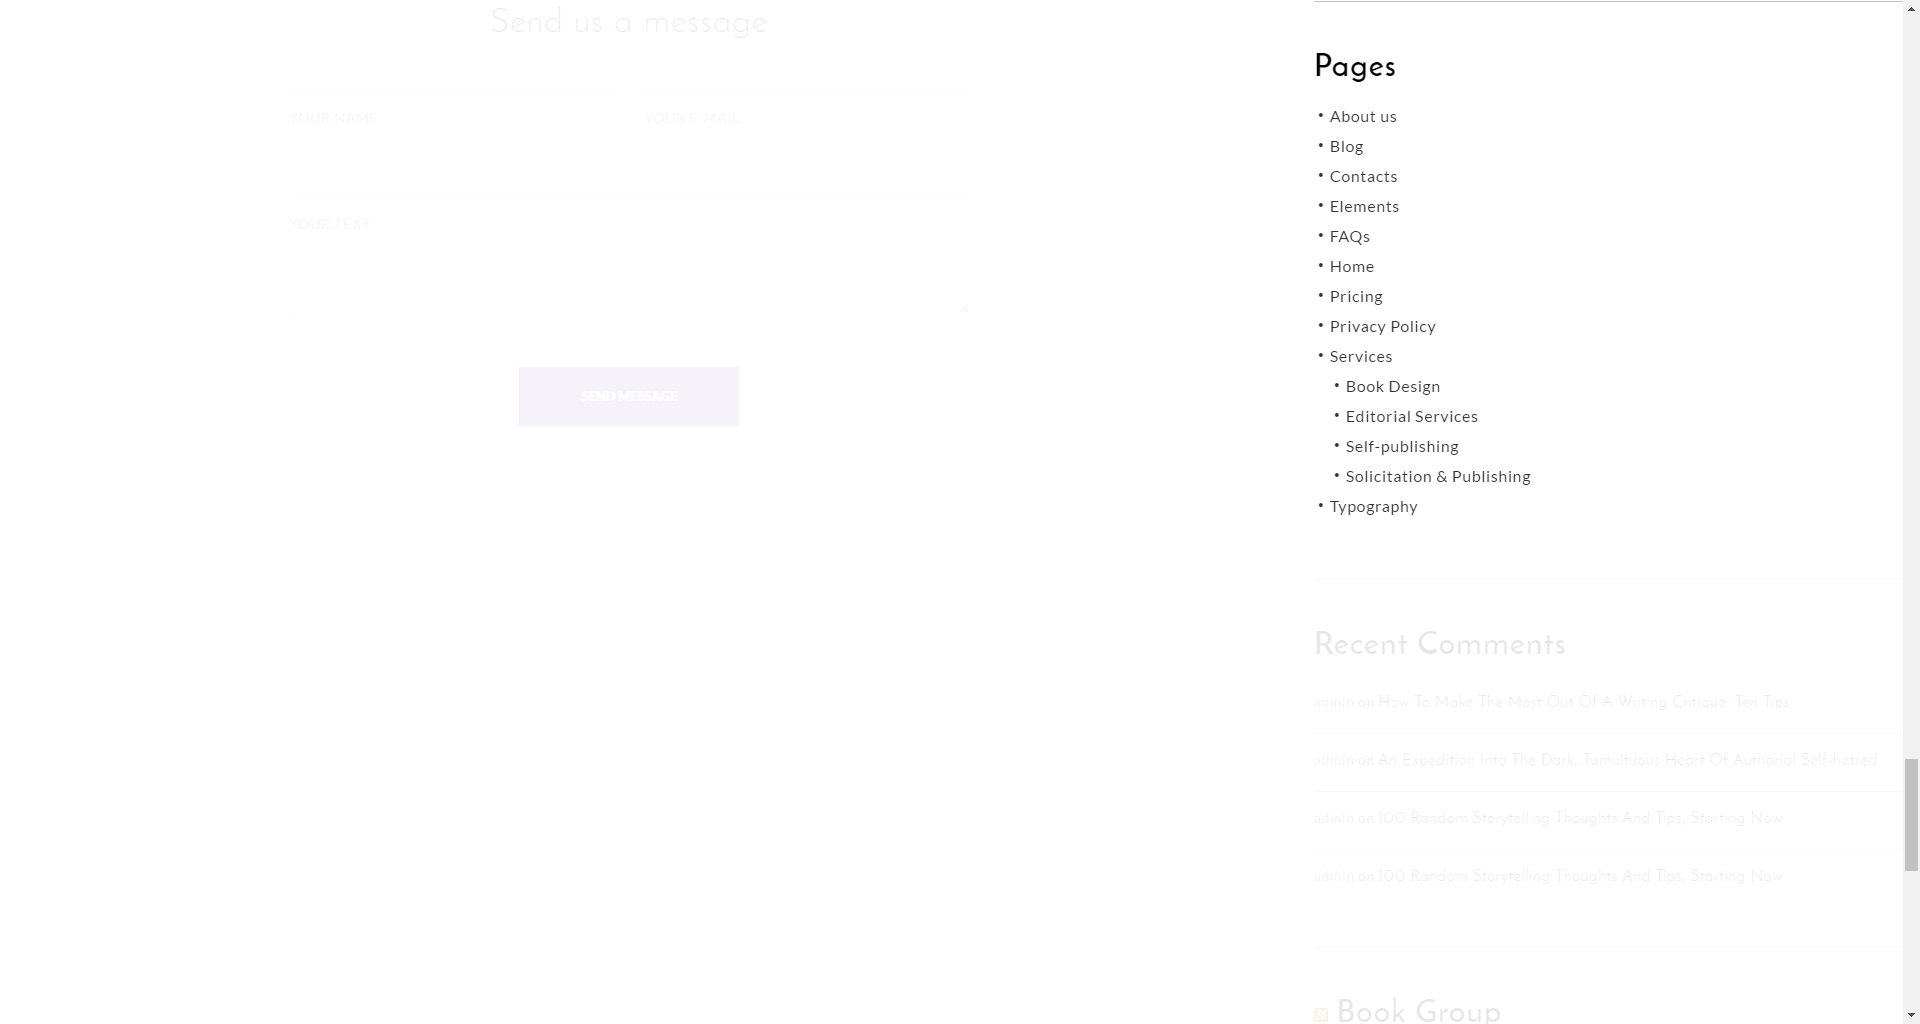 Send us a message
YOUR NAME
YOUR E-MAIL
YOUR TEXT
SEND MESSAGE
Pages
• About us
• Blog
• Contacts
• Elements
• FAQs
• Home
• Pricing
• Privacy Policy
• Services
• Book Design
• Editorial Services
• Self-publishing
• Solicitation & Publishing
• Typography
Recent Comments
admin on How To Make The Most Out Of A Writing Critique: Ten Tips
admin on An Expedition Into The Dark, Tumultuous Heart Of Authorial Self-hatred
admin on 100 Random Storytelling Thoughts And Tips, Starting Now
admin on 100 Random Storytelling Thoughts And Tips, Starting Now
Book Group